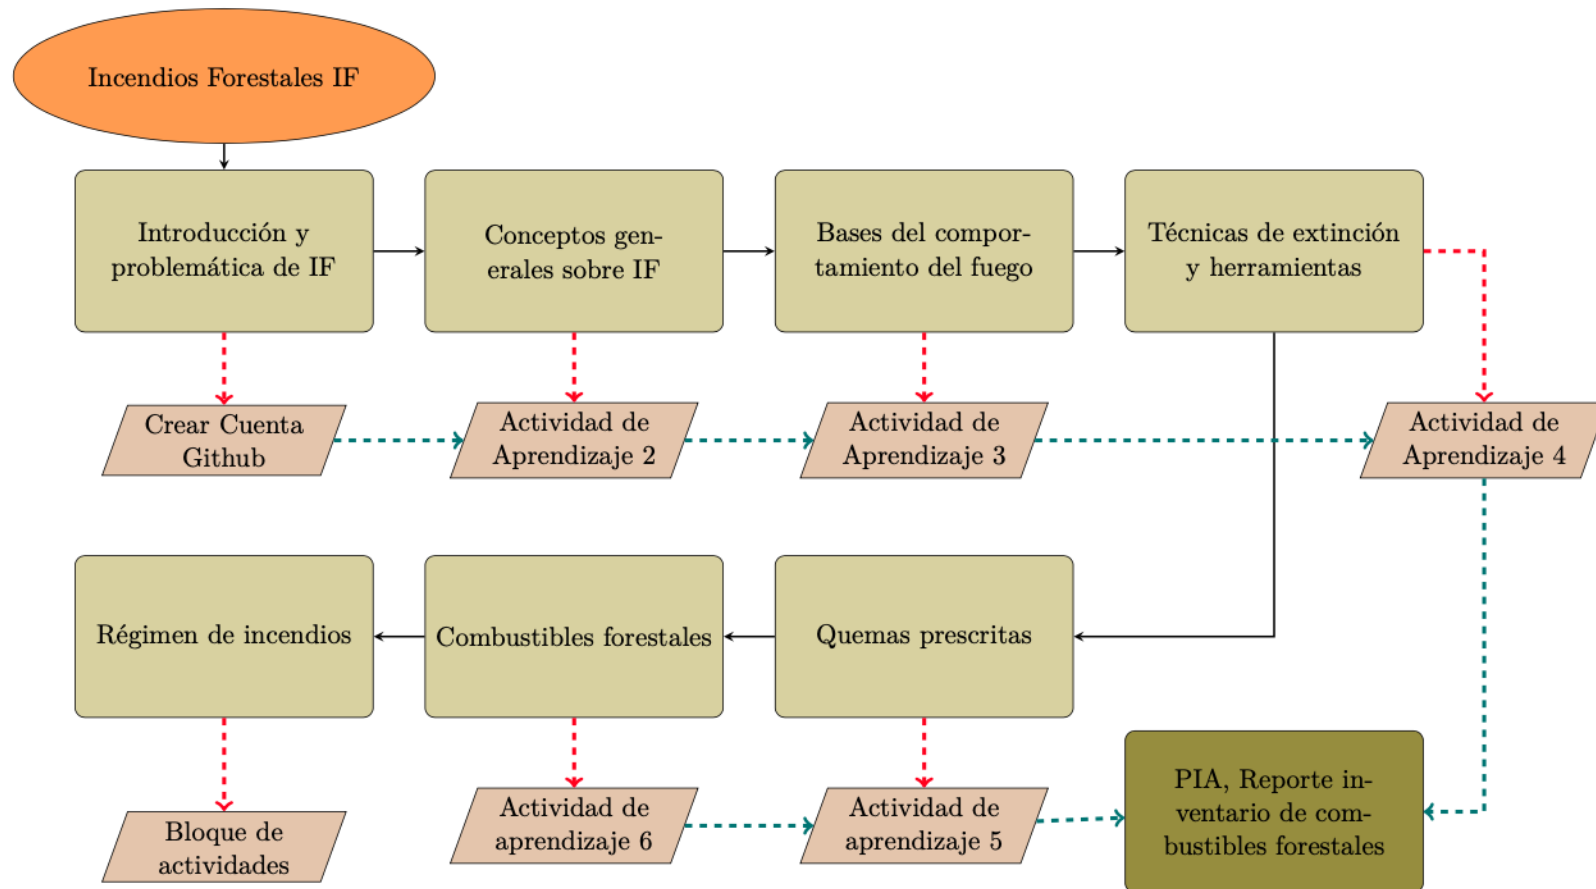 Incendios Forestales IF
Introducción y
problemática de IF
Conceptos gen-
erales sobre IF
Bases del compor-
tamiento del fuego
Técnicas de extinción
y herramientas
Crear Cuenta
Github
Actividad de
Aprendizaje 2
Actividad de
Aprendizaje 3
Actividad de
Aprendizaje 4
Régimen de incendios
Combustibles forestales
Quemas prescritas
Bloque de
actividades
Actividad de
aprendizaje 6
Actividad de
aprendizaje 5
PIA, Reporte in-
ventario de com-
bustibles forestales